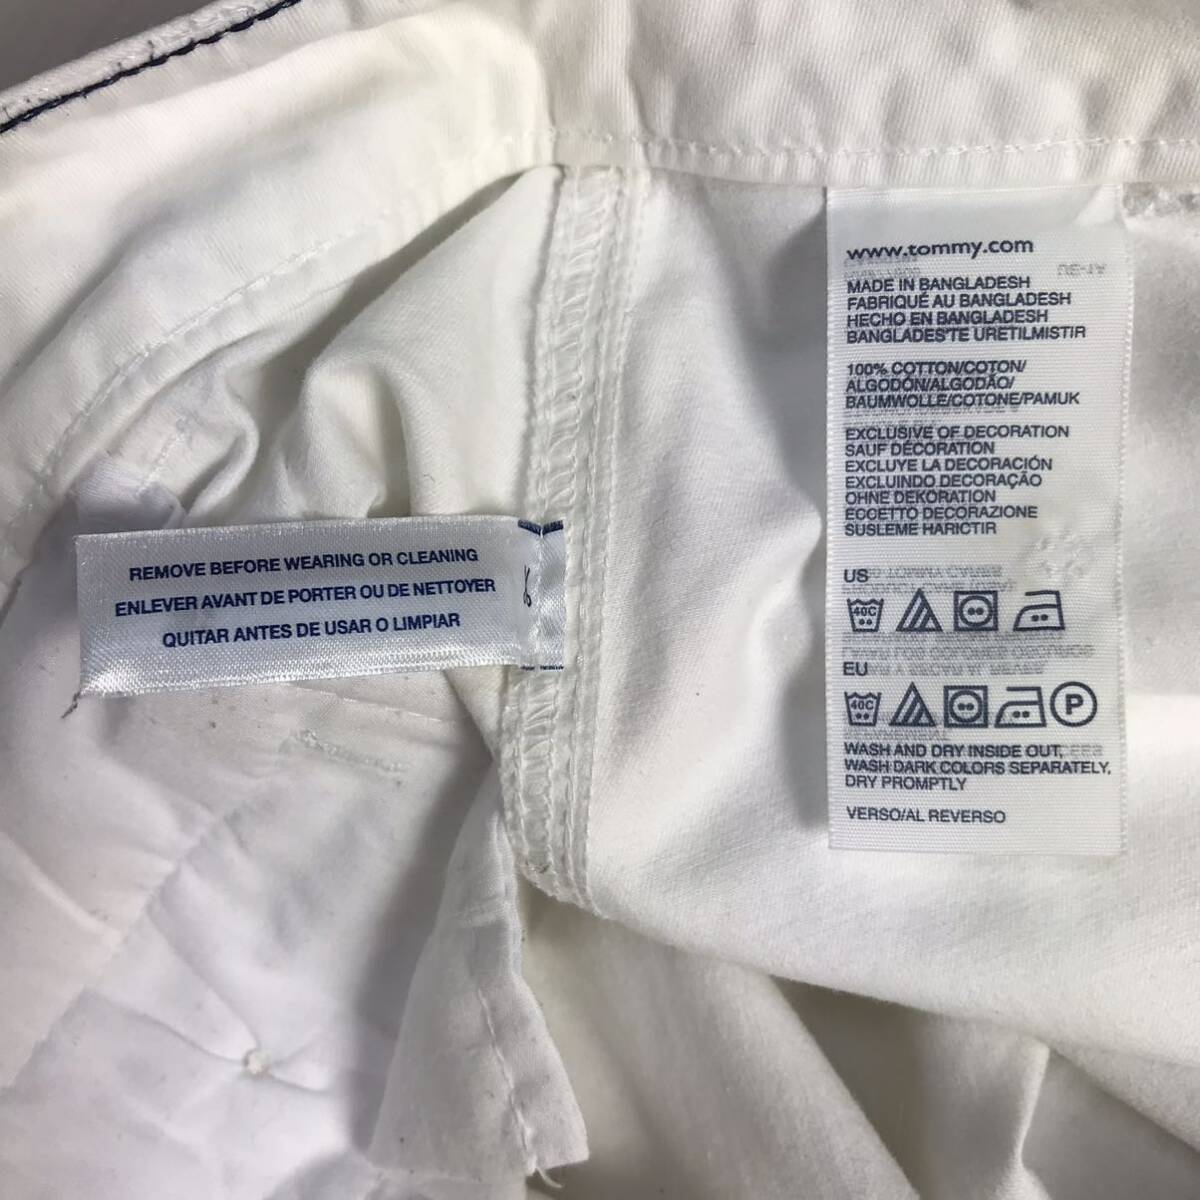 REMOVE BEFORE WEARING OR CLEANING
ENLEVER AVANT DE PORTER OU DE NETTOYER
QUITAR ANTES DE USAR O LIMPIAR
www.tommy.com
MADE IN BANGLADESH
FABRIQUÉ AU BANGLADESH
HECHO EN BANGLADESH
BANGLADES'TE URETILMISTIR
100% COTTON/COTON/
ALGODÓN/ALGODÃO/
BAUMWOLLE/COTONE/PAMUK
EXCLUSIVE OF DECORATION
SAUF DÉCORATION
EXCLUYE LA DECORACIÓN
EXCLUINDO DECORAÇÃO
OHNE DEKORATION
ECCETTO DECORAZIONE
SUSLEME HARICTIR
US
40C
EU
40C P
WASH AND DRY INSIDE OUT,
WASH DARK COLORS SEPARATELY,
DRY PROMPTLY
VERSO/AL REVERSO